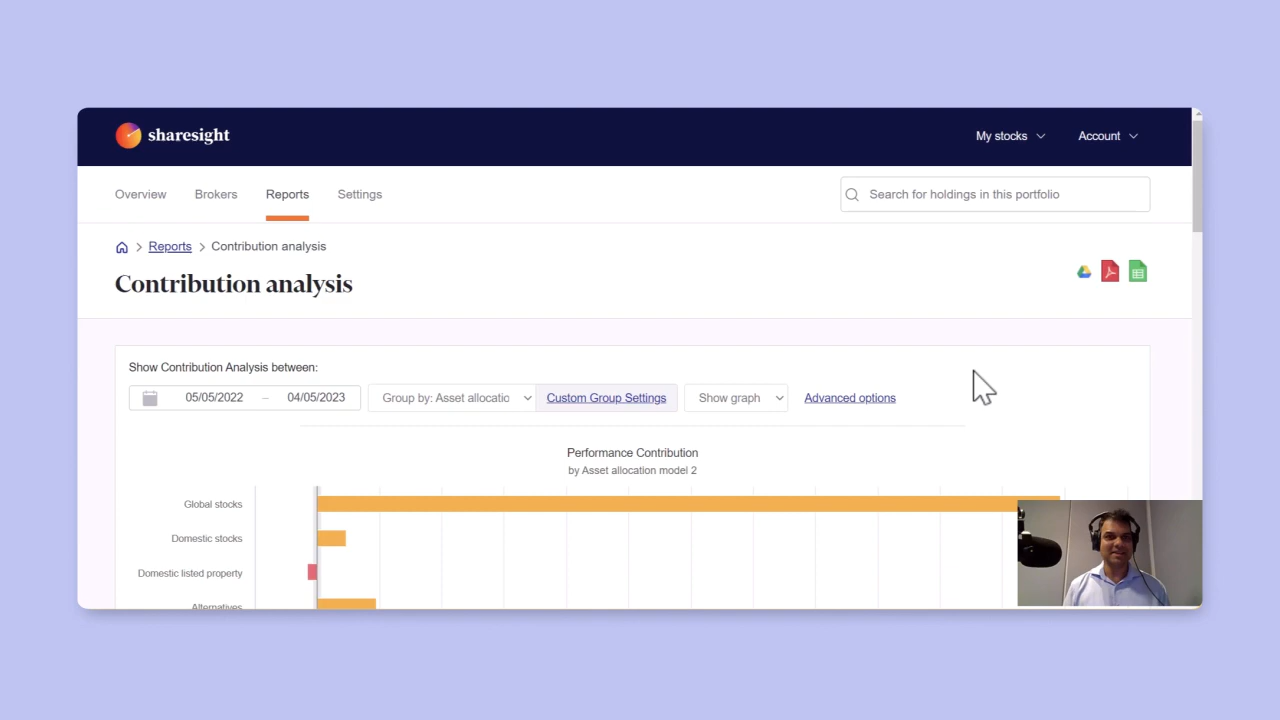 sharesight
My stocks
Account
Overview
Brokers
Reports
Settings
Search for holdings in this portfolio
Reports
Contribution analysis
Contribution analysis
Show Contribution Analysis between:
05/05/2022 – 04/05/2023
Group by: Asset allocatio
Custom Group Settings
Show graph
Advanced options
Performance Contribution
by Asset allocation model 2
Global stocks
Domestic stocks
Domestic listed property
Alternatives